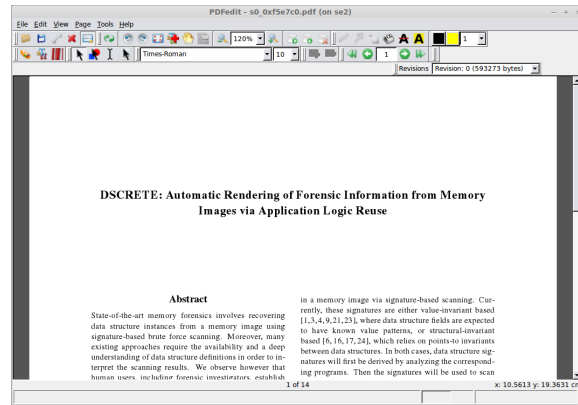 PDFedit - s0_0xf5e7c0.pdf (on se2)
File Edit View Page Tools Help
120%
1
Times-Roman
10
1
Revisions Revision: 0 (593273 bytes)
DSCRETE: Automatic Rendering of Forensic Information from Memory
Images via Application Logic Reuse
Abstract
State-of-the-art memory forensics involves recovering
data structure instances from a memory image using
signature-based brute force scanning. Moreover, many
existing approaches require the availability and a deep
understanding of data structure definitions in order to in-
terpret the scanning results. We observe however that
human users, including forensic investigators, establish
in a memory image via signature-based scanning. Cur-
rently, these signatures are either value-invariant based
[1,3,4,9,21,23], where data structure fields are expected
to have known value patterns, or structural-invariant
based [6,16,17,24], which relies on points-to invariants
between data structures. In both cases, data structure sig-
natures will first be derived by analyzing the correspond-
ing programs. Then the signatures will be used to scan
1 of 14
x: 10.5613 y: 19.3631 cm